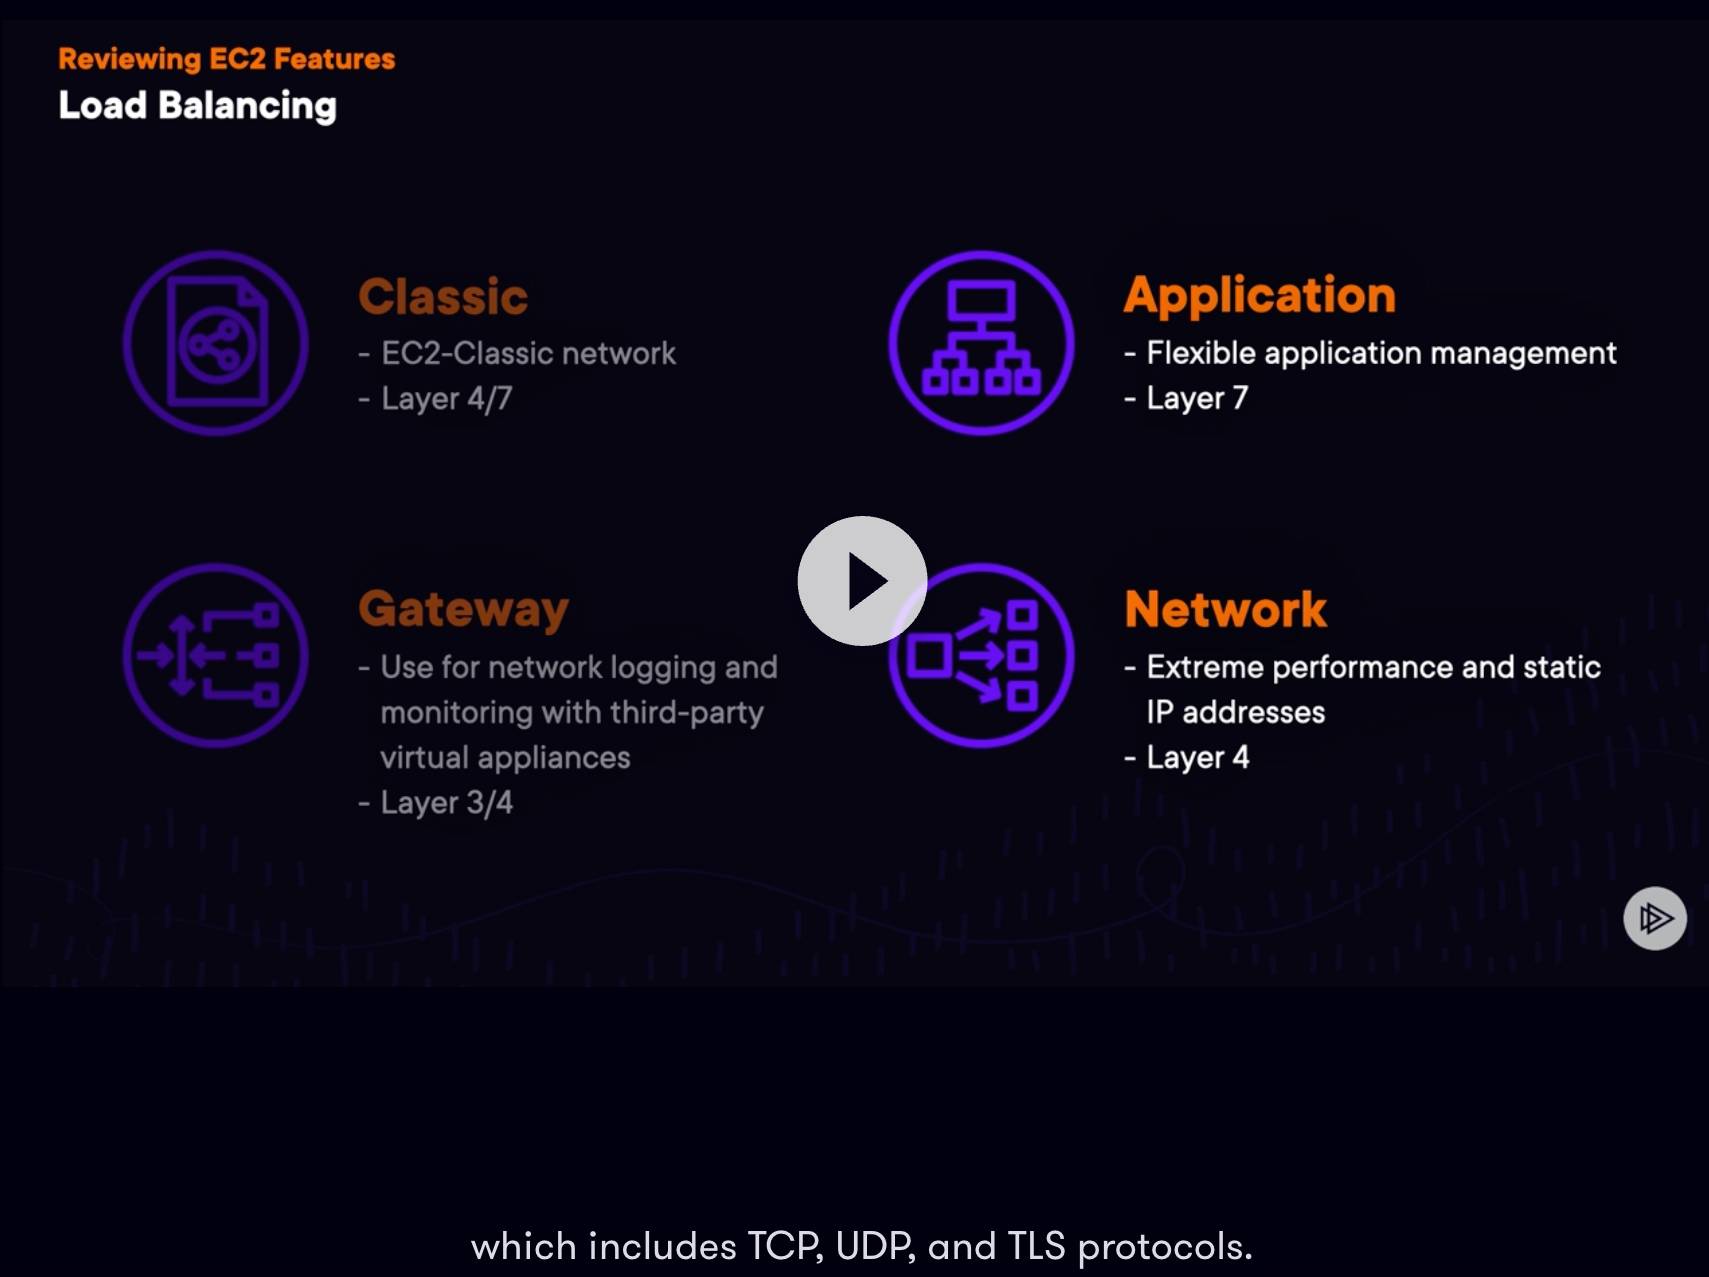 Reviewing EC2 Features
Load Balancing
Classic
- EC2-Classic network
- Layer 4/7
Application
- Flexible application management
- Layer 7
Gateway
- Use for network logging and
monitoring with third-party
virtual appliances
- Layer 3/4
Network
- Extreme performance and static
IP addresses
- Layer 4
which includes TCP, UDP, and TLS protocols.